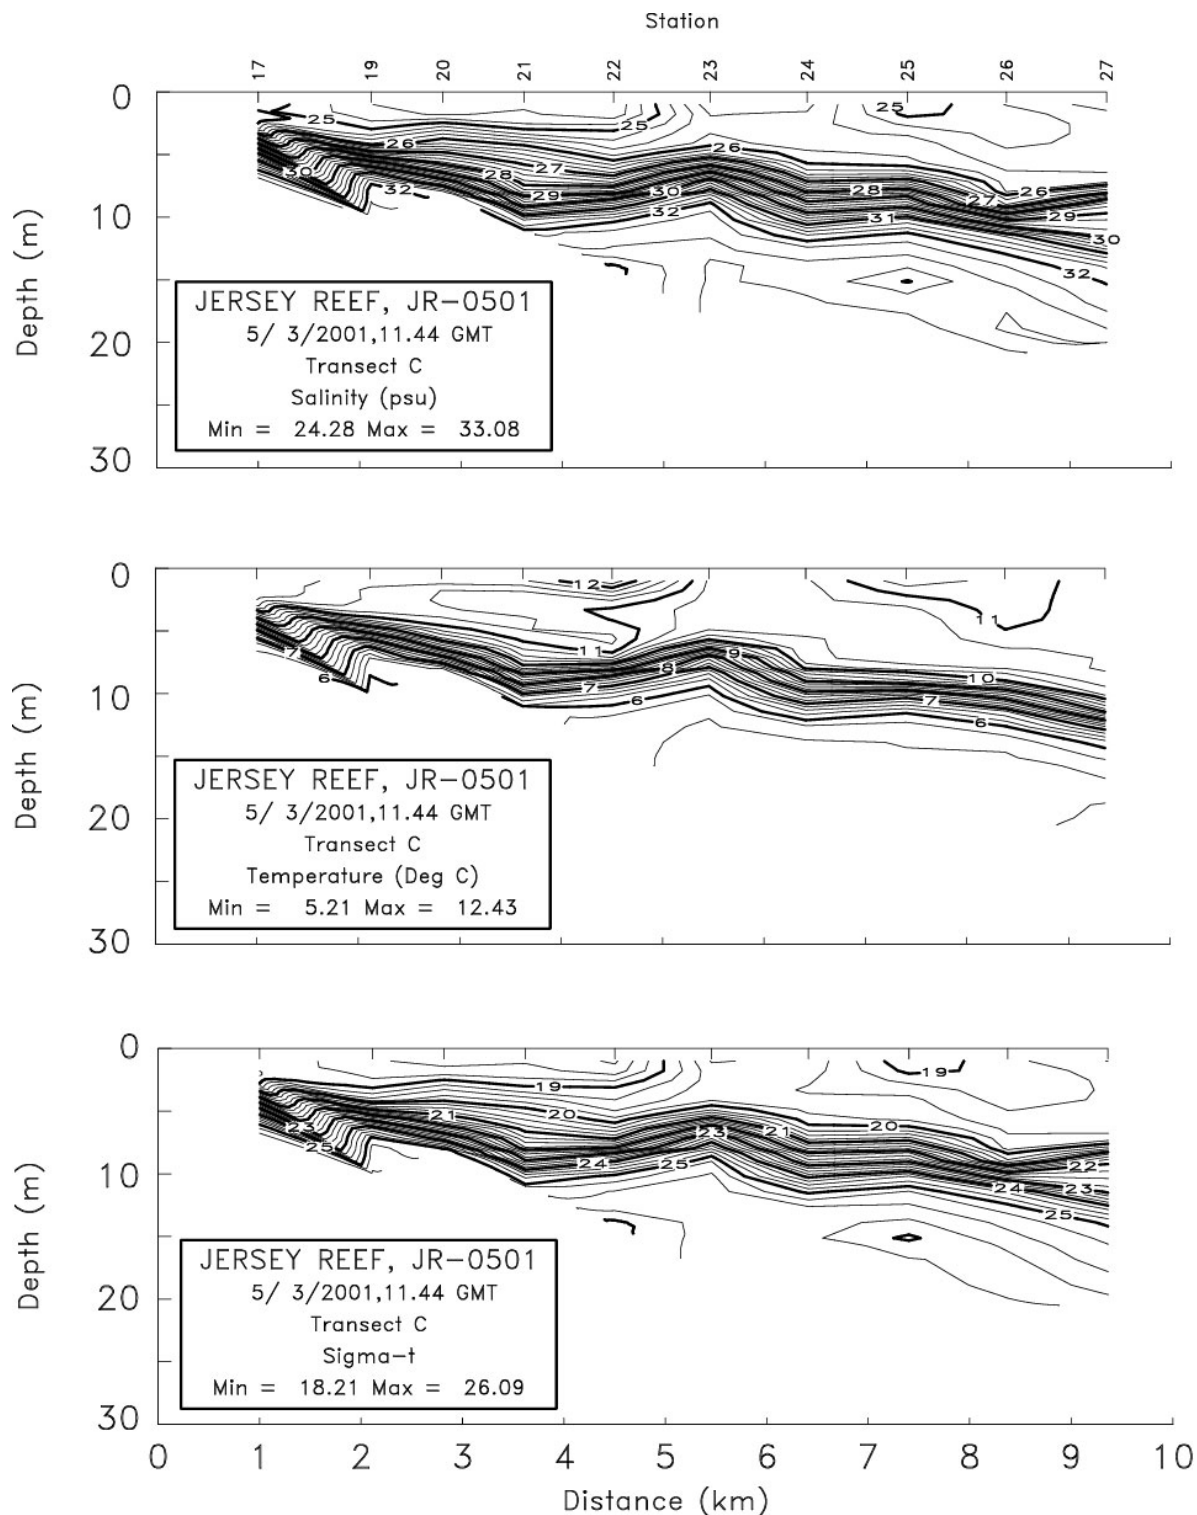 Station
17 19 20 21 22 23 24 25 26 27
0
10
20
30
Depth (m)
25 25 25
26 26 26
27 27
28 28
29 29
30 30 30
31
32 32 32
JERSEY REEF, JR-0501
5/ 3/2001,11.44 GMT
Transect C
Salinity (psu)
Min = 24.28 Max = 33.08
0
10
20
30
Depth (m)
12
11 11
10
9
8
7 7 7
6 6 6
JERSEY REEF, JR-0501
5/ 3/2001,11.44 GMT
Transect C
Temperature (Deg C)
Min = 5.21 Max = 12.43
0
10
20
30
Depth (m)
19 19
20 20
21 21
22
23 23 23
24 24
25 25 25
JERSEY REEF, JR-0501
5/ 3/2001,11.44 GMT
Transect C
Sigma-t
Min = 18.21 Max = 26.09
0 1 2 3 4 5 6 7 8 9 10
Distance (km)